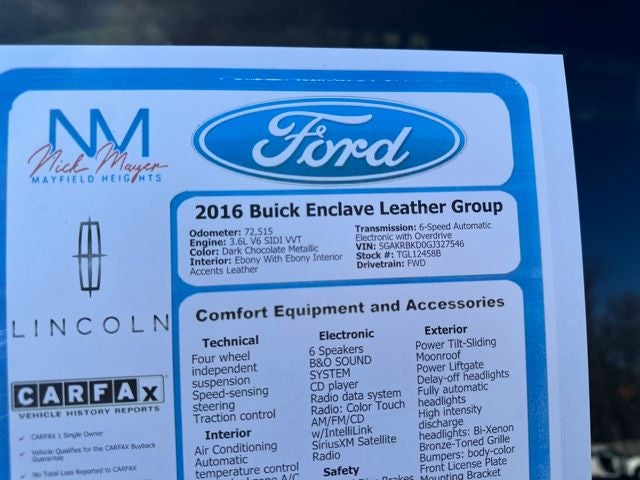 NM
Nick Mayer
MAYFIELD HEIGHTS
Ford
LINCOLN
CARFAX
VEHICLE HISTORY REPORTS
CARFAX 1 Single Owner
Vehicle Qualifies for the CARFAX Buyback
Guarantee
No Total Loss Reported to CARFAX
2016 Buick Enclave Leather Group
Odometer: 72,515
Engine: 3.6L V6 SIDI VVT
Color: Dark Chocolate Metallic
Interior: Ebony With Ebony Interior
Accents Leather
Transmission: 6-Speed Automatic
Electronic with Overdrive
VIN: 5GAKRBKD0GJ327546
Stock #: TGL12458B
Drivetrain: FWD
Comfort Equipment and Accessories
Technical
Four wheel
independent
suspension
Speed-sensing
steering
Traction control
Interior
Air Conditioning
Automatic
temperature control
Electronic
6 Speakers
B&O SOUND
SYSTEM
CD player
Radio data system
Radio: Color Touch
AM/FM/CD
w/IntelliLink
SiriusXM Satellite
Radio
Safety
Exterior
Power Tilt-Sliding
Moonroof
Power Liftgate
Delay-off headlights
Fully automatic
headlights
High intensity
discharge
headlights: Bi-Xenon
Bronze-Toned Grille
Bumpers: body-color
Front License Plate
Mounting Bracket